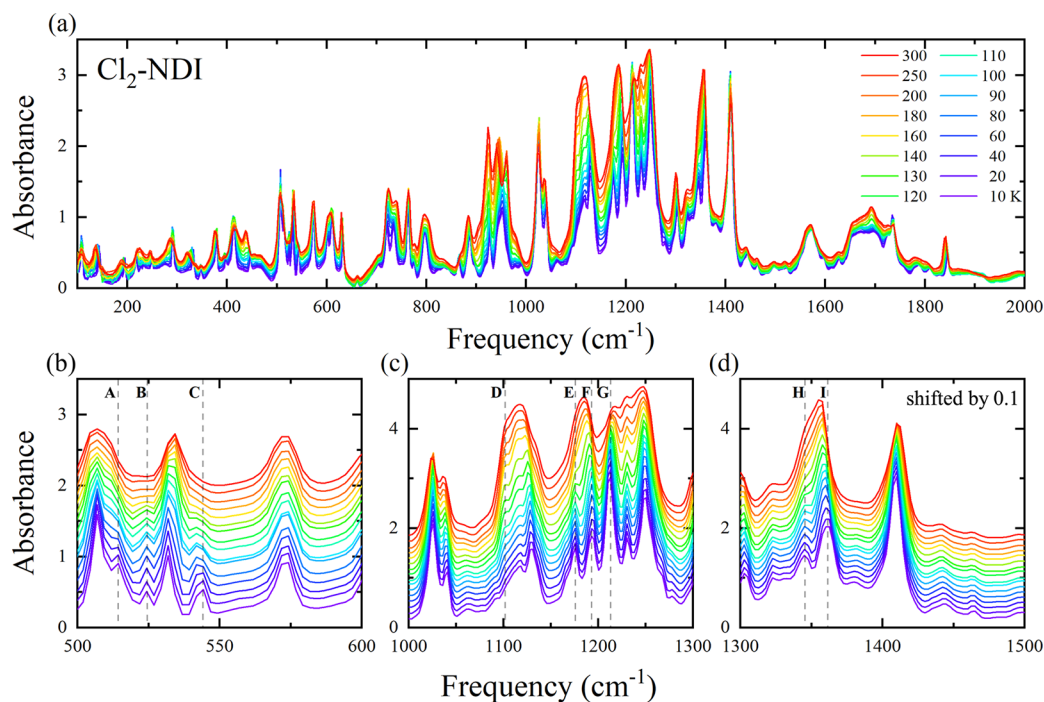 (a)
Cl2-NDI
300 110
250 100
200 90
180 80
160 60
140 40
130 20
120 10 K
Absorbance
3
2
1
0
200 400 600 800 1000 1200 1400 1600 1800 2000
Frequency (cm-1)
(b) (c) (d)
A B C D E F G H I
shifted by 0.1
Absorbance
3
2
1
0
500 550 600
4
2
0
1000 1100 1200 1300
4
2
0
1300 1400 1500
Frequency (cm-1)